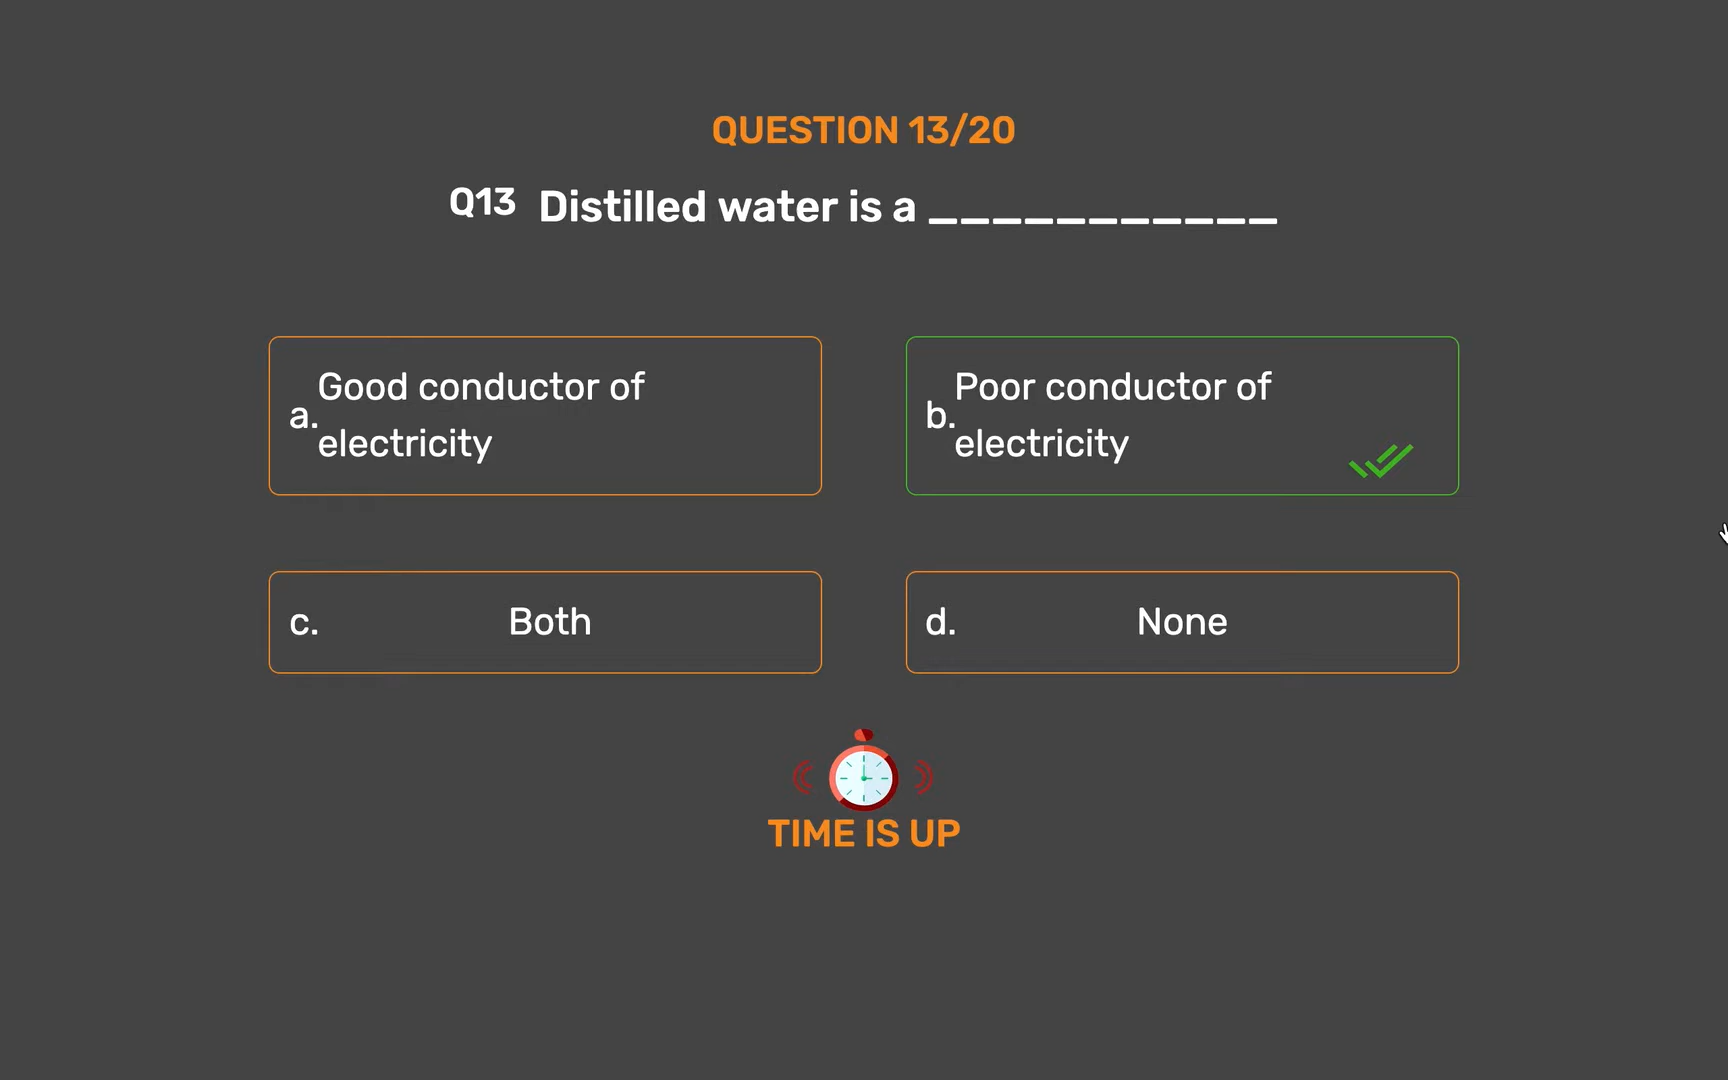 QUESTION 13/20
Q13 Distilled water is a ___________
a. Good conductor of
electricity
b. Poor conductor of
electricity
c. Both
d. None
TIME IS UP